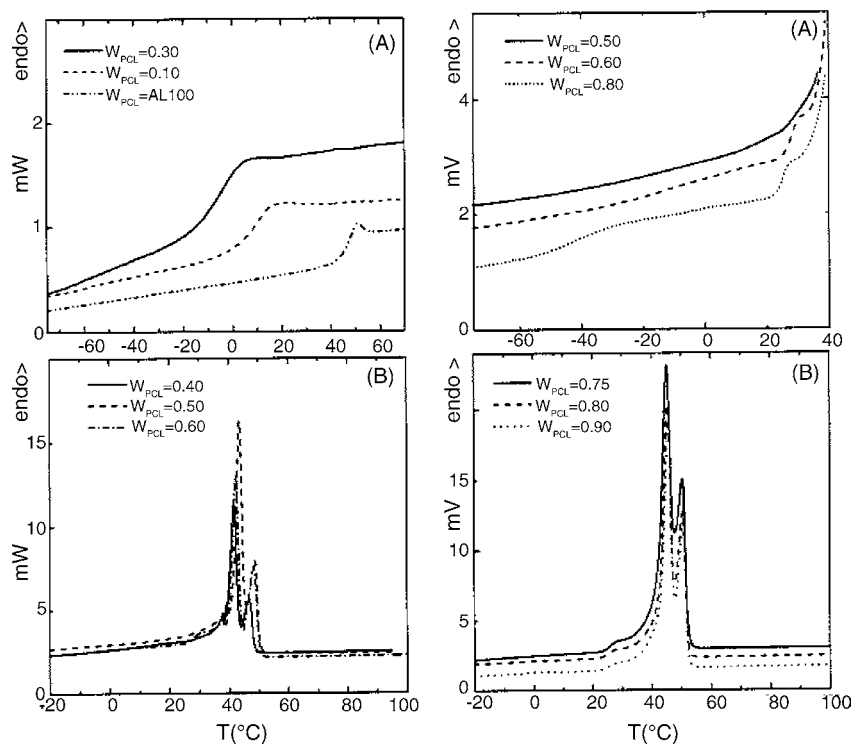 endo>
(A)
W_PCL=0.30
W_PCL=0.10
W_PCL=AL100
2
mW
1
0
-60 -40 -20 0 20 40 60
endo >
(A)
W_PCL=0.50
W_PCL=0.60
W_PCL=0.80
4
mV
2
0
-60 -40 -20 0 20 40
endo>
(B)
W_PCL=0.40
W_PCL=0.50
W_PCL=0.60
15
mW
10
5
0
-20 0 20 40 60 80 100
T(°C)
endo >
(B)
W_PCL=0.75
W_PCL=0.80
W_PCL=0.90
20
15
mV
10
5
0
-20 0 20 40 60 80 100
T(°C)